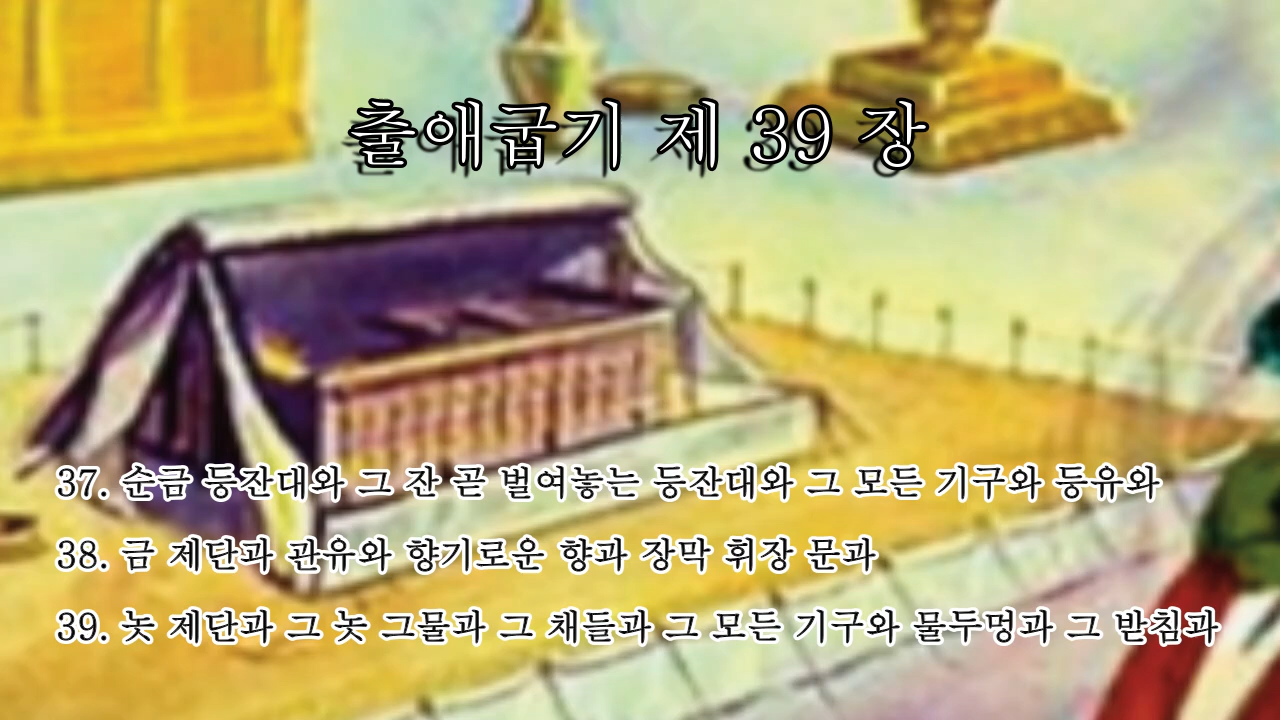 출애굽기 제 39 장
37. 순금 등잔대와 그 잔 곧 벌여놓는 등잔대와 그 모든 기구와 등유와
38. 금 제단과 관유와 향기로운 향과 장막 휘장 문과
39. 놋 제단과 그 놋 그물과 그 채들과 그 모든 기구와 물두멍과 그 받침과